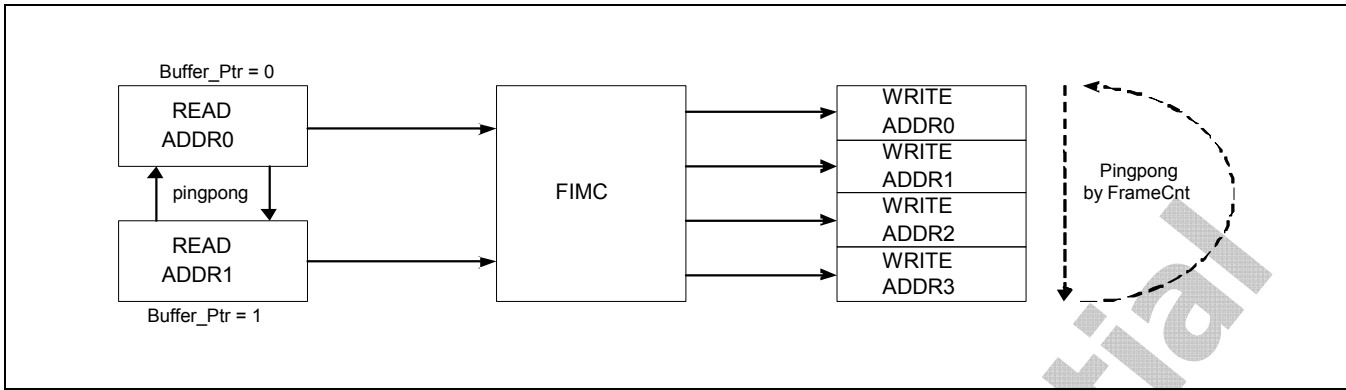 Buffer_Ptr = 0
READ
ADDR0
pingpong
READ
ADDR1
Buffer_Ptr = 1
FIMC
WRITE
ADDR0
WRITE
ADDR1
WRITE
ADDR2
WRITE
ADDR3
Pingpong
by FrameCnt
tial